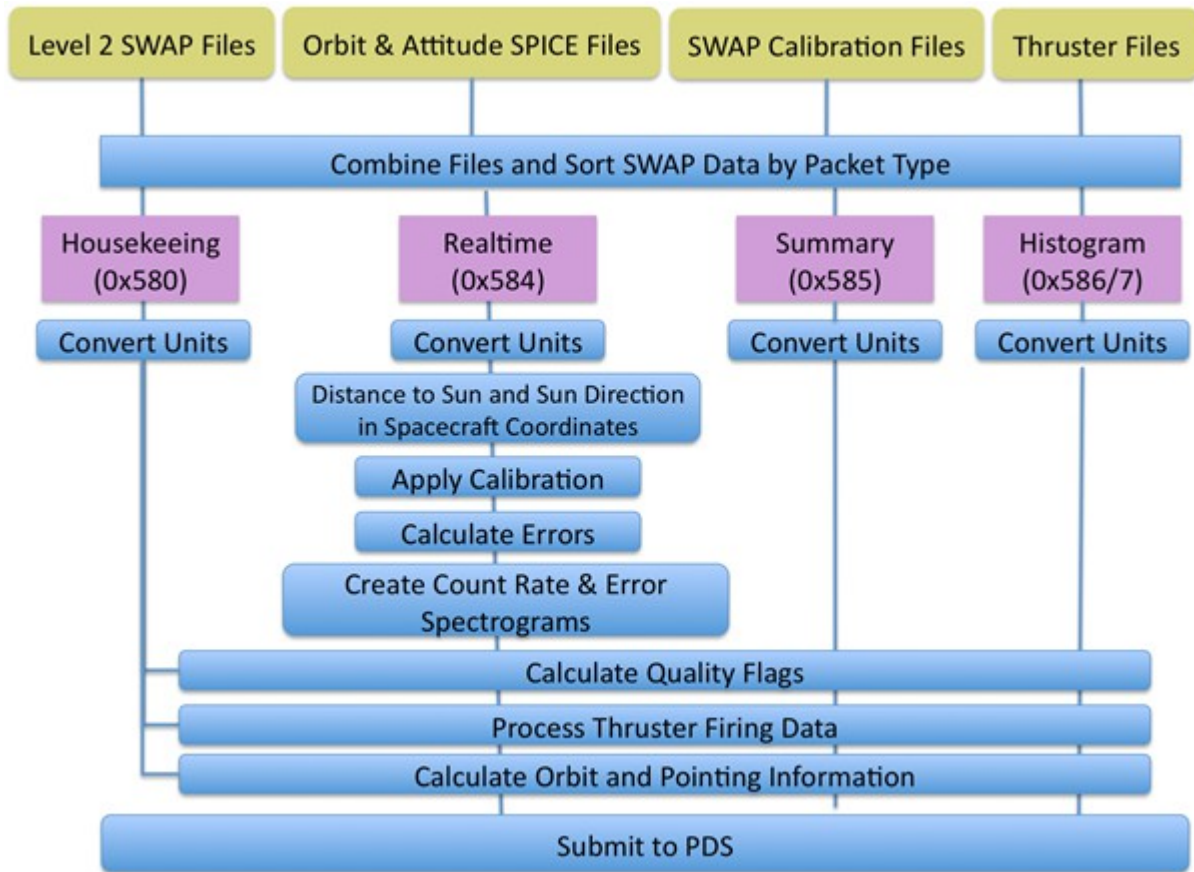 Level 2 SWAP Files
Orbit & Attitude SPICE Files
SWAP Calibration Files
Thruster Files
Combine Files and Sort SWAP Data by Packet Type
Housekeeing
(0x580)
Realtime
(0x584)
Summary
(0x585)
Histogram
(0x586/7)
Convert Units
Convert Units
Convert Units
Convert Units
Distance to Sun and Sun Direction
in Spacecraft Coordinates
Apply Calibration
Calculate Errors
Create Count Rate & Error
Spectrograms
Calculate Quality Flags
Process Thruster Firing Data
Calculate Orbit and Pointing Information
Submit to PDS